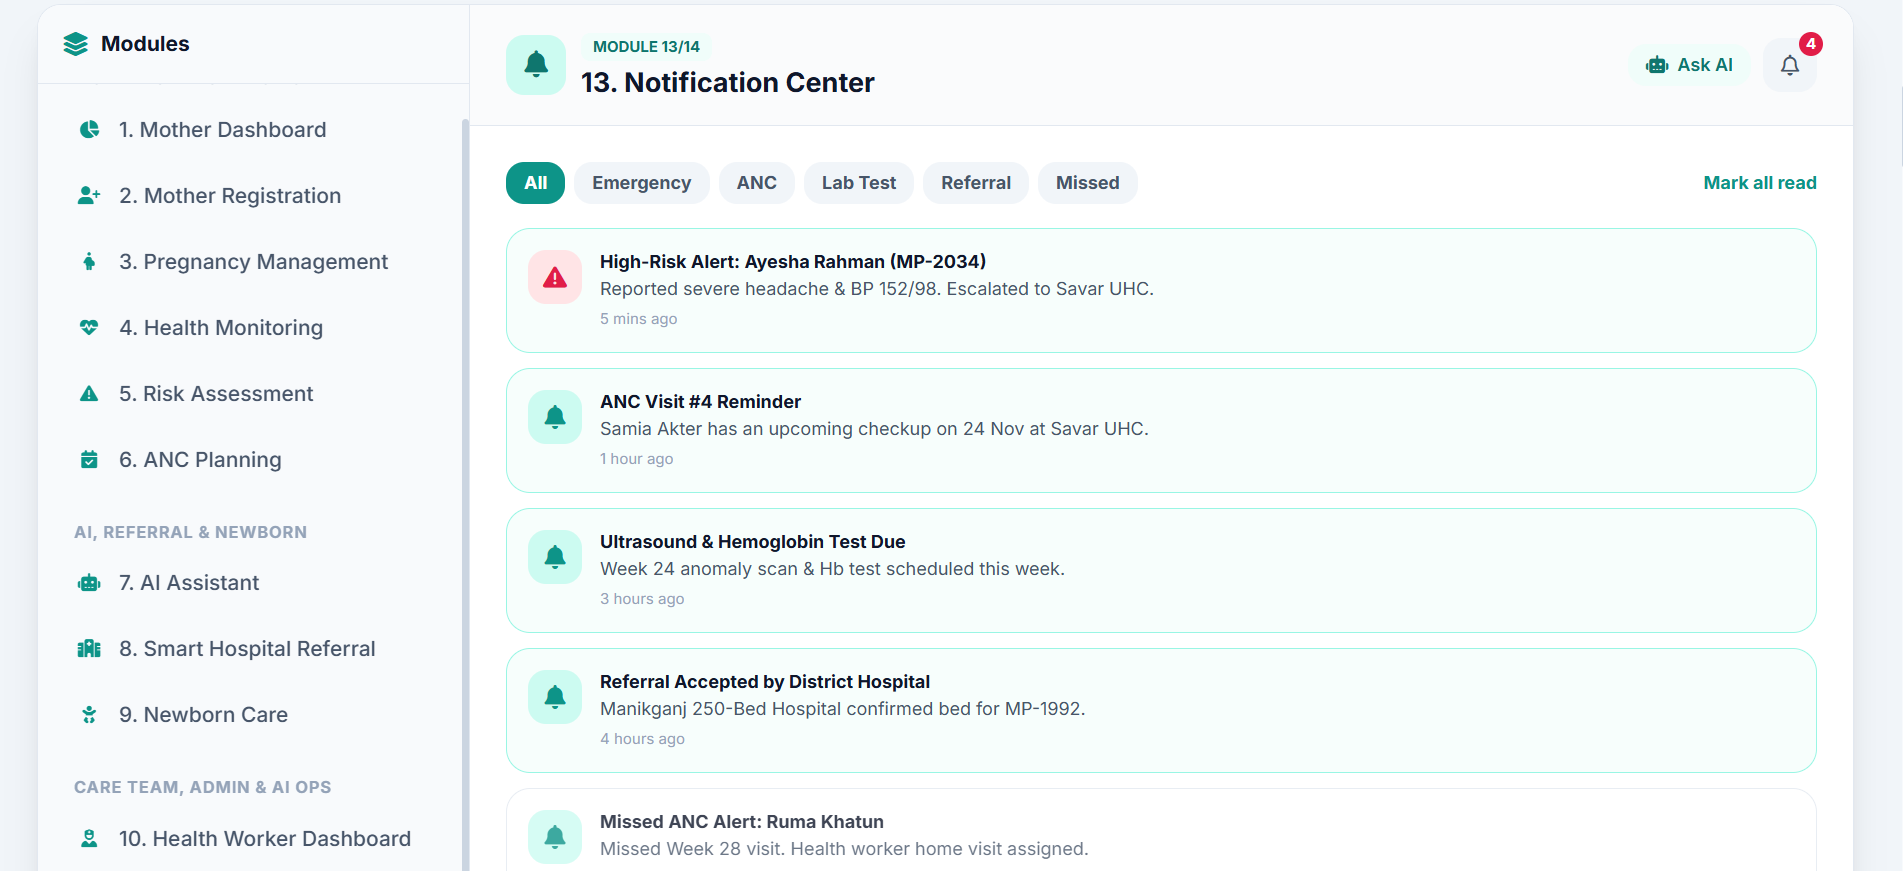 Modules
1. Mother Dashboard
2. Mother Registration
3. Pregnancy Management
4. Health Monitoring
5. Risk Assessment
6. ANC Planning
AI, REFERRAL & NEWBORN
7. AI Assistant
8. Smart Hospital Referral
9. Newborn Care
CARE TEAM, ADMIN & AI OPS
10. Health Worker Dashboard
MODULE 13/14
13. Notification Center
Ask AI
4
All Emergency ANC Lab Test Referral Missed
Mark all read
High-Risk Alert: Ayesha Rahman (MP-2034)
Reported severe headache & BP 152/98. Escalated to Savar UHC.
5 mins ago
ANC Visit #4 Reminder
Samia Akter has an upcoming checkup on 24 Nov at Savar UHC.
1 hour ago
Ultrasound & Hemoglobin Test Due
Week 24 anomaly scan & Hb test scheduled this week.
3 hours ago
Referral Accepted by District Hospital
Manikganj 250-Bed Hospital confirmed bed for MP-1992.
4 hours ago
Missed ANC Alert: Ruma Khatun
Missed Week 28 visit. Health worker home visit assigned.